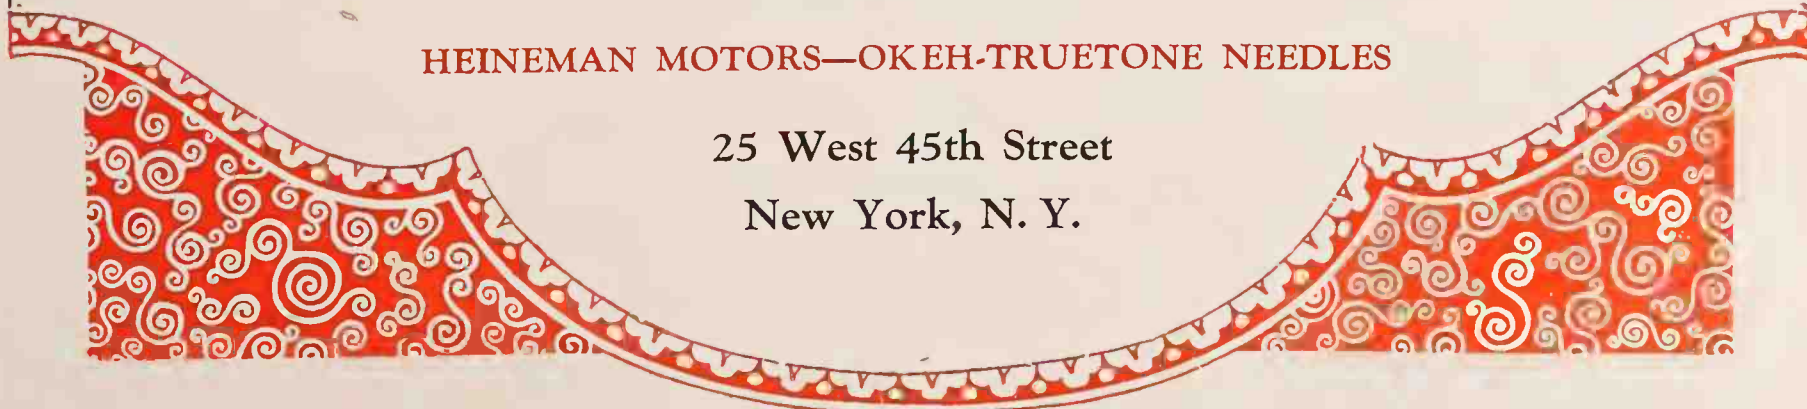 HEINEMAN MOTORS—OKEH-TRUETONE NEEDLES
25 West 45th Street
New York, N. Y.